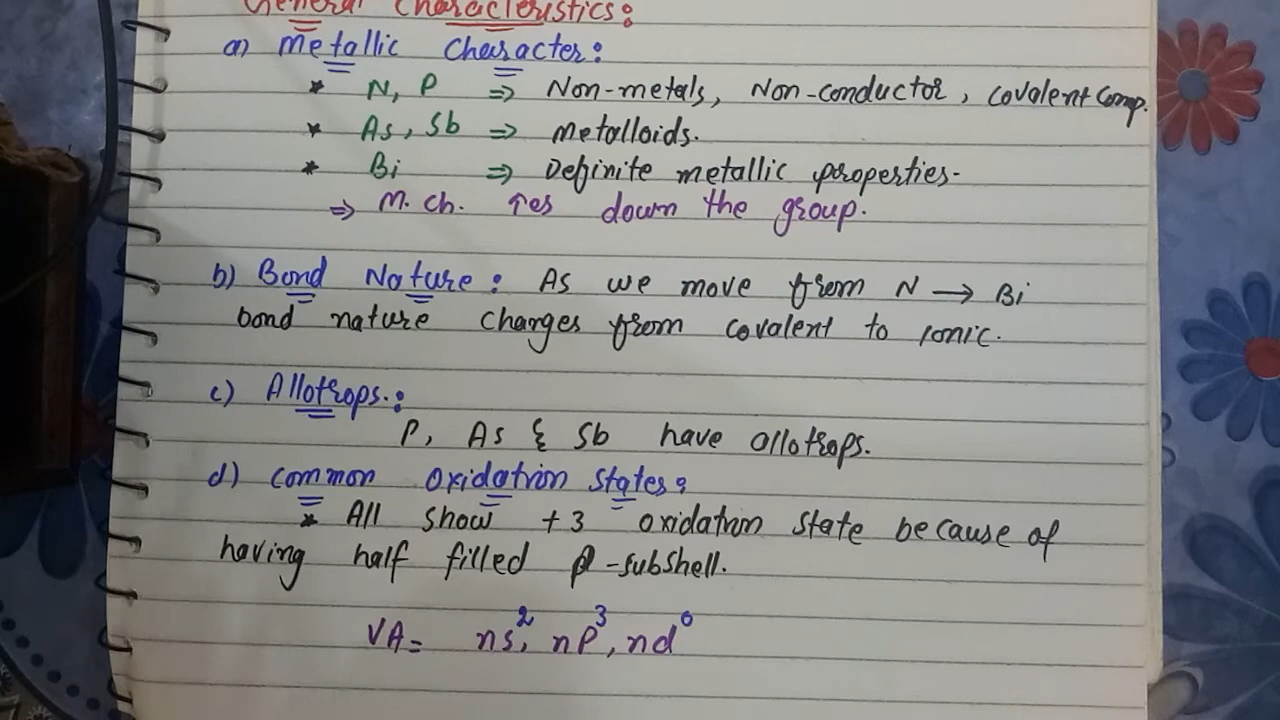 General Characteristics:
a) Metallic Character:
* N, P ⇒ Non-metals, Non-conductor, covalent comp.
* As, Sb ⇒ metalloids.
* Bi ⇒ Definite metallic properties.
⇒ M. ch. ↑es down the group.
b) Bond Nature: As we move from N → Bi
bond nature charges from covalent to ionic.
c) Allotrops.:
P, As & Sb have allotrops.
d) Common Oxidation States:
* All show +3 oxidation state because of
having half filled p-subshell.
VA = ns², np³, nd⁰